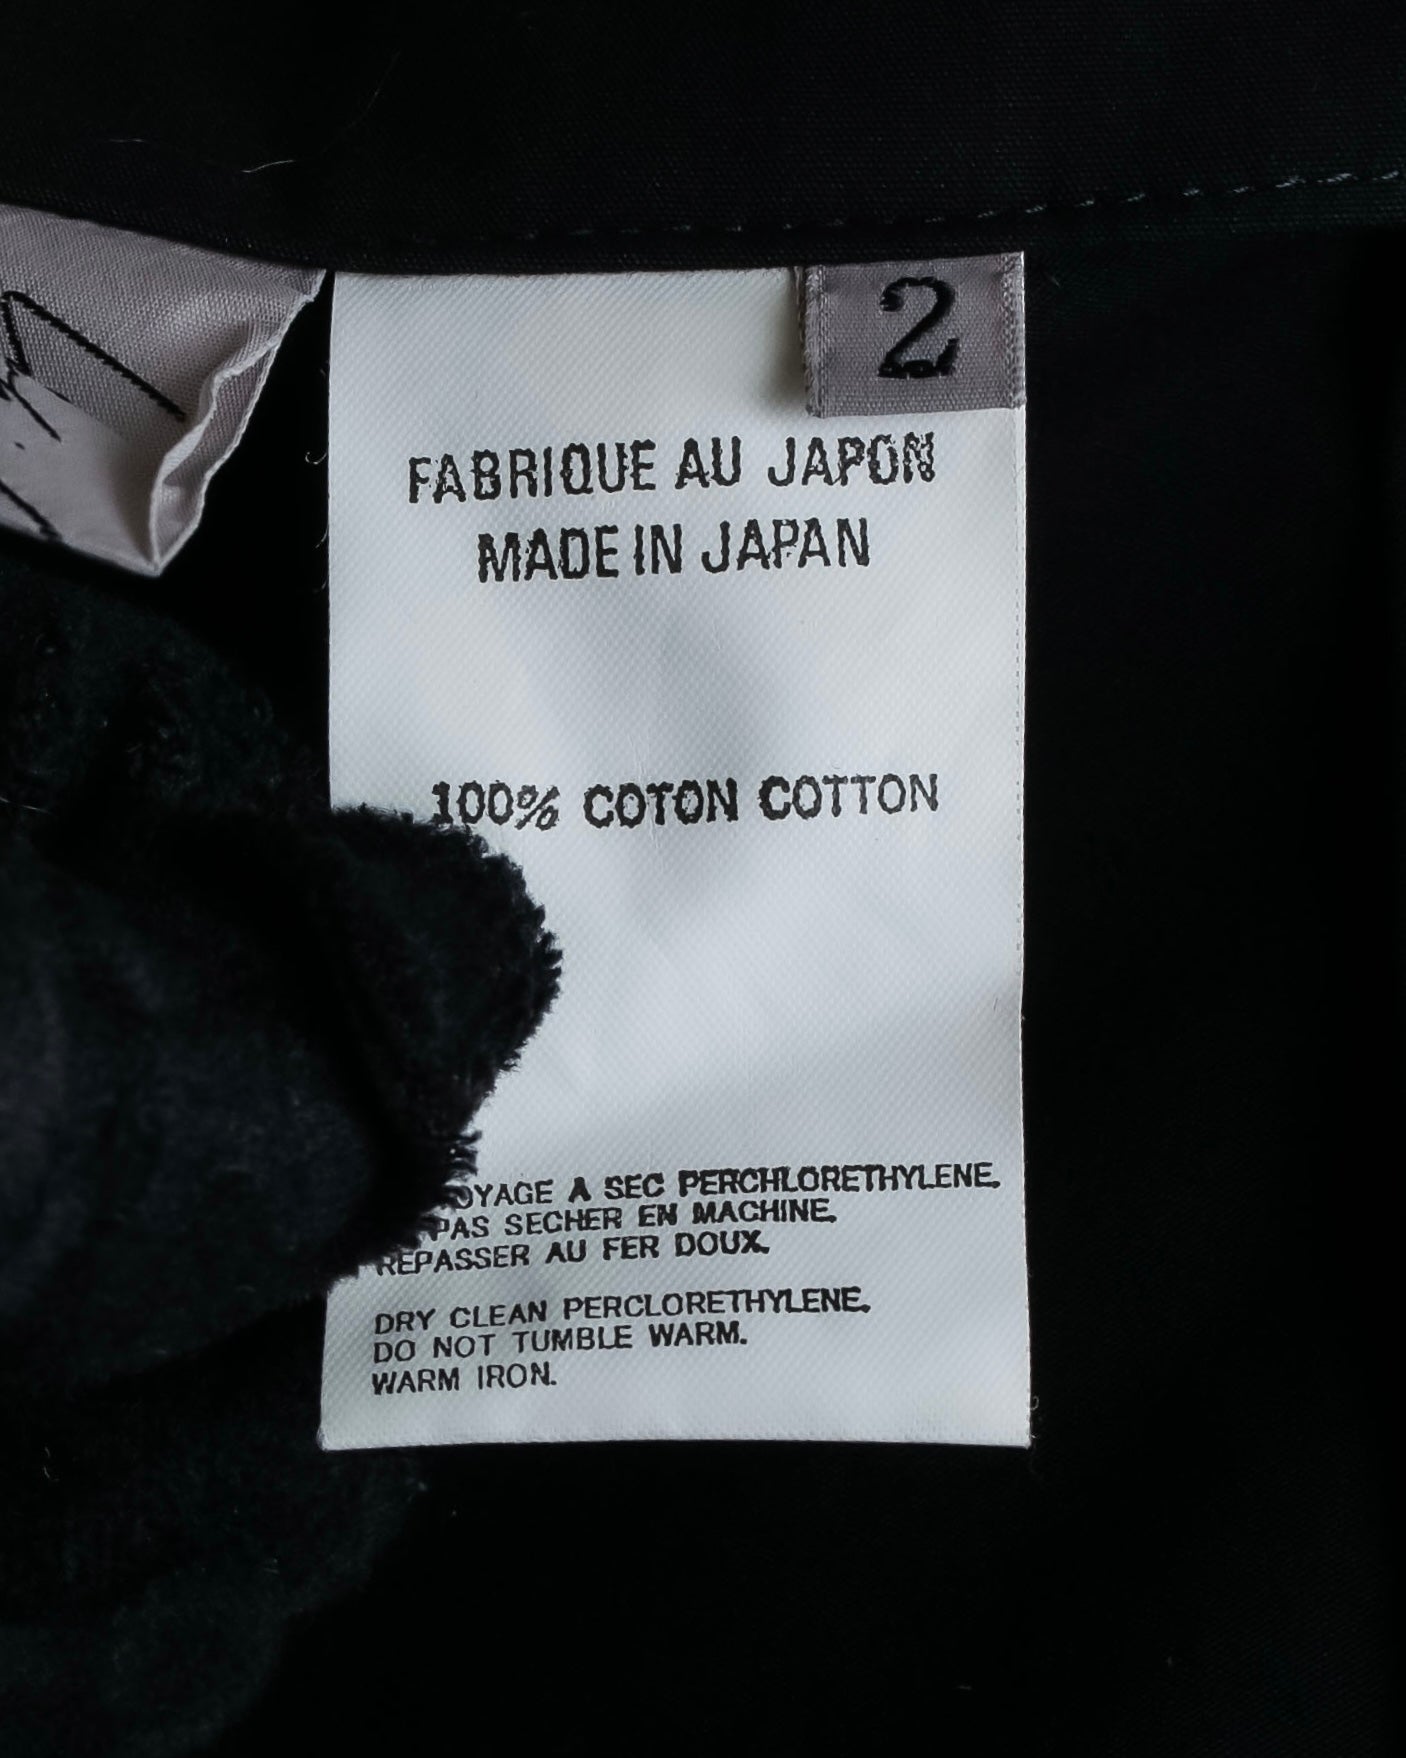 2
FABRIQUE AU JAPON
MADE IN JAPAN
100% COTON COTTON
A SEC PERCHLORETHYLENE.
PAS SECHER EN MACHINE.
REPASSER AU FER DOUX.
DRY CLEAN PERCLORETHYLENE.
DO NOT TUMBLE WARM.
WARM IRON.